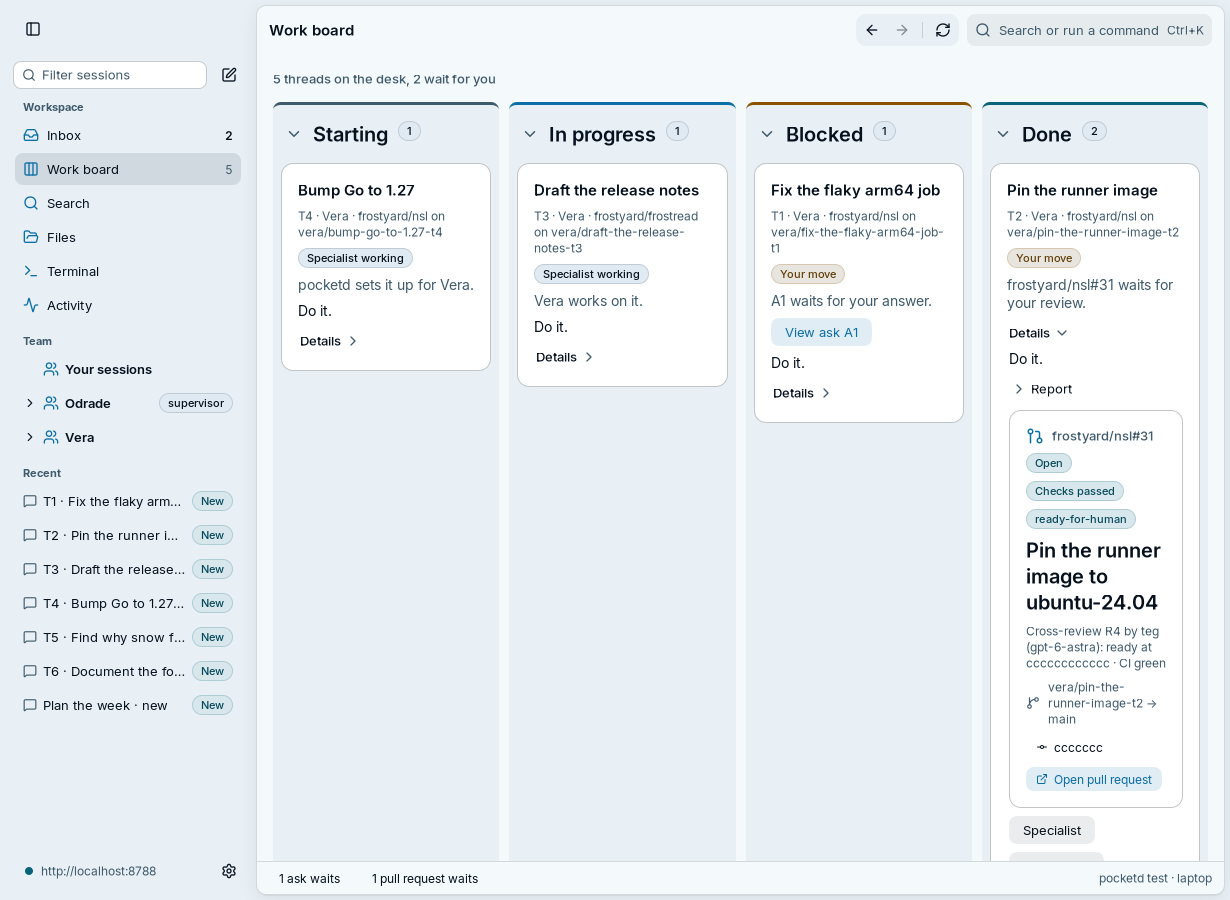 Filter sessions
Workspace
Inbox 2
Work board 5
Search
Files
Terminal
Activity
Team
Your sessions
Odrade supervisor
Vera
Recent
T1 · Fix the flaky arm... New
T2 · Pin the runner i... New
T3 · Draft the release... New
T4 · Bump Go to 1.27... New
T5 · Find why snow f... New
T6 · Document the fo... New
Plan the week · new New
http://localhost:8788
Work board
Search or run a command Ctrl+K
5 threads on the desk, 2 wait for you
Starting 1
Bump Go to 1.27
T4 · Vera · frostyard/nsl on
vera/bump-go-to-1.27-t4
Specialist working
pocketd sets it up for Vera.
Do it.
Details
In progress 1
Draft the release notes
T3 · Vera · frostyard/frostread
on vera/draft-the-release-
notes-t3
Specialist working
Vera works on it.
Do it.
Details
Blocked 1
Fix the flaky arm64 job
T1 · Vera · frostyard/nsl on
vera/fix-the-flaky-arm64-job-
t1
Your move
A1 waits for your answer.
View ask A1
Do it.
Details
Done 2
Pin the runner image
T2 · Vera · frostyard/nsl on
vera/pin-the-runner-image-t2
Your move
frostyard/nsl#31 waits for
your review.
Details
Do it.
Report
frostyard/nsl#31
Open
Checks passed
ready-for-human
Pin the runner
image to
ubuntu-24.04
Cross-review R4 by teg
(gpt-6-astra): ready at
cccccccccccc · CI green
vera/pin-the-
runner-image-t2 →
main
ccccccc
Open pull request
Specialist
1 ask waits
1 pull request waits
pocketd test · laptop